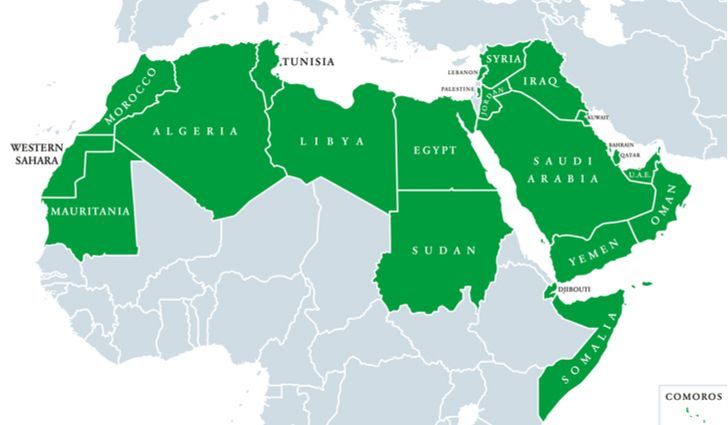 TUNISIA
SYRIA
LEBANON
MOROCCO
PALESTINE
JORDAN
IRAQ
KUWAIT
ALGERIA
LIBYA
WESTERN
SAHARA
EGYPT
BAHRAIN
QATAR
SAUDI
ARABIA
U.A.E.
MAURITANIA
OMAN
SUDAN
YEMEN
DJIBOUTI
SOMALIA
COMOROS